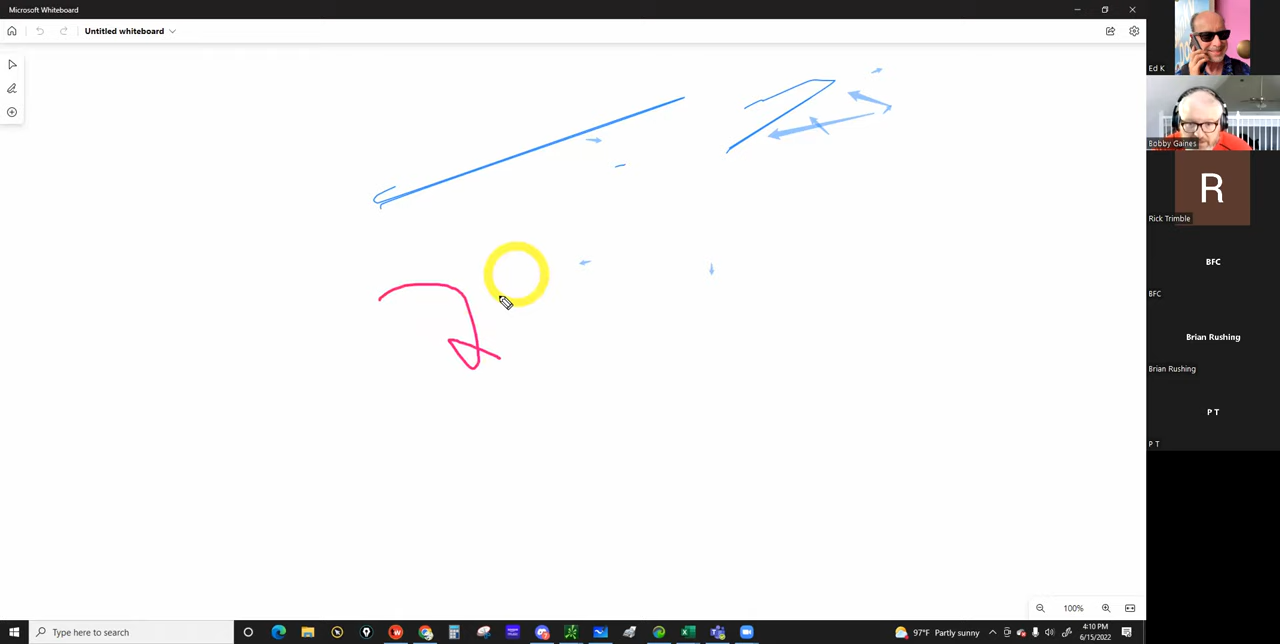 Microsoft Whiteboard
Untitled whiteboard
Ed K
Bobby Gaines
R
Rick Trimble
BFC
BFC
Brian Rushing
Brian Rushing
P T
P T
100%
Type here to search
97°F Partly sunny
4:10 PM
6/15/2022